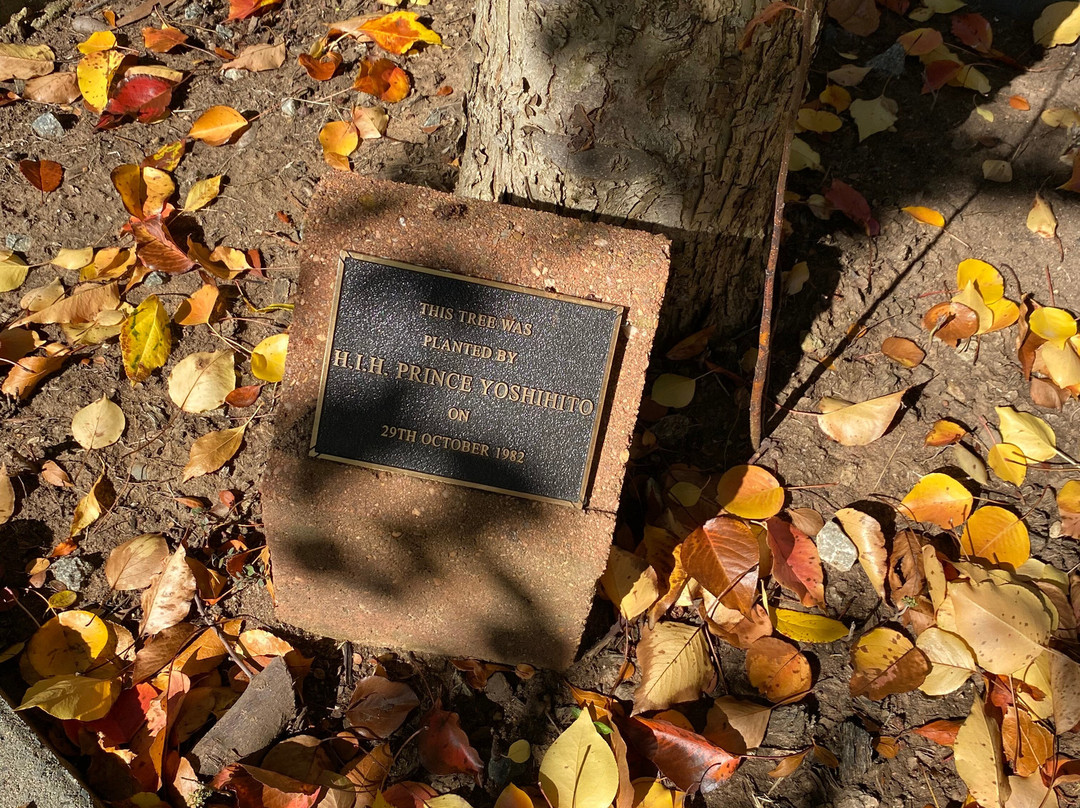 THIS TREE WAS
PLANTED BY
H.I.H. PRINCE YOSHIHITO
ON
29TH OCTOBER 1982